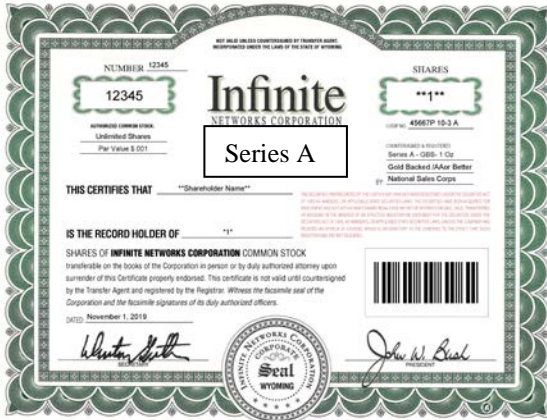 NOT VALID UNLESS COUNTERSIGNED BY TRANSFER AGENT,
INCORPORATED UNDER THE LAWS OF THE STATE OF WYOMING
NUMBER 12345
12345
AUTHORIZED COMMON STOCK:
Unlimited Shares
Par Value $.001
Infinite
NETWORKS CORPORATION
Series A
SHARES
**1**
CUSIP NO. 45667P 10-3 A
COUNTERSIGNED & REGISTERED
Series A - GBS- 1 Oz
Gold Backed /AAor Better
BY National Sales Corps
THIS CERTIFIES THAT **Shareholder Name**
IS THE RECORD HOLDER OF *1*
SHARES OF INFINITE NETWORKS CORPORATION COMMON STOCK
transferable on the books of the Corporation in person or by duly authorized attorney upon
surrender of this Certificate properly endorsed. This certificate is not valid until countersigned
by the Transfer Agent and registered by the Registrar. Witness the facsimile seal of the
Corporation and the facsimile signatures of its duly authorized officers.
DATED November 1, 2019
SECRETARY
INFINITE NETWORKS CORPORATION
CORPORATE
Seal
WYOMING
John W. Bush
PRESIDENT